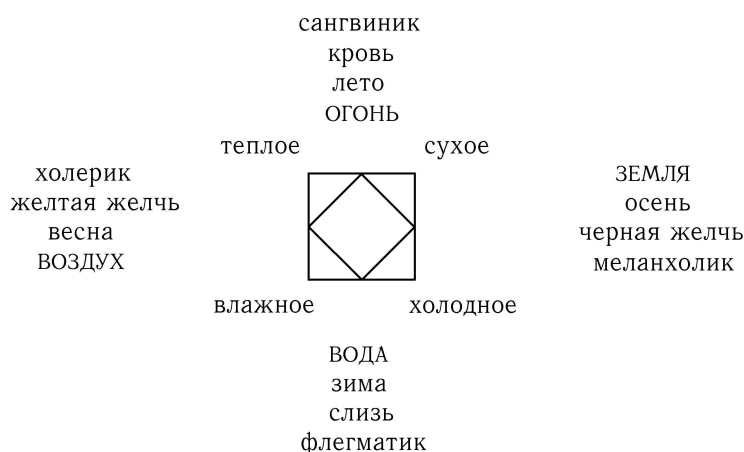 сангвиник
кровь
лето
ОГОНЬ
теплое
сухое
холерик
желтая желчь
весна
ВОЗДУХ
ЗЕМЛЯ
осень
черная желчь
меланхолик
влажное
холодное
ВОДА
зима
слизь
флегматик